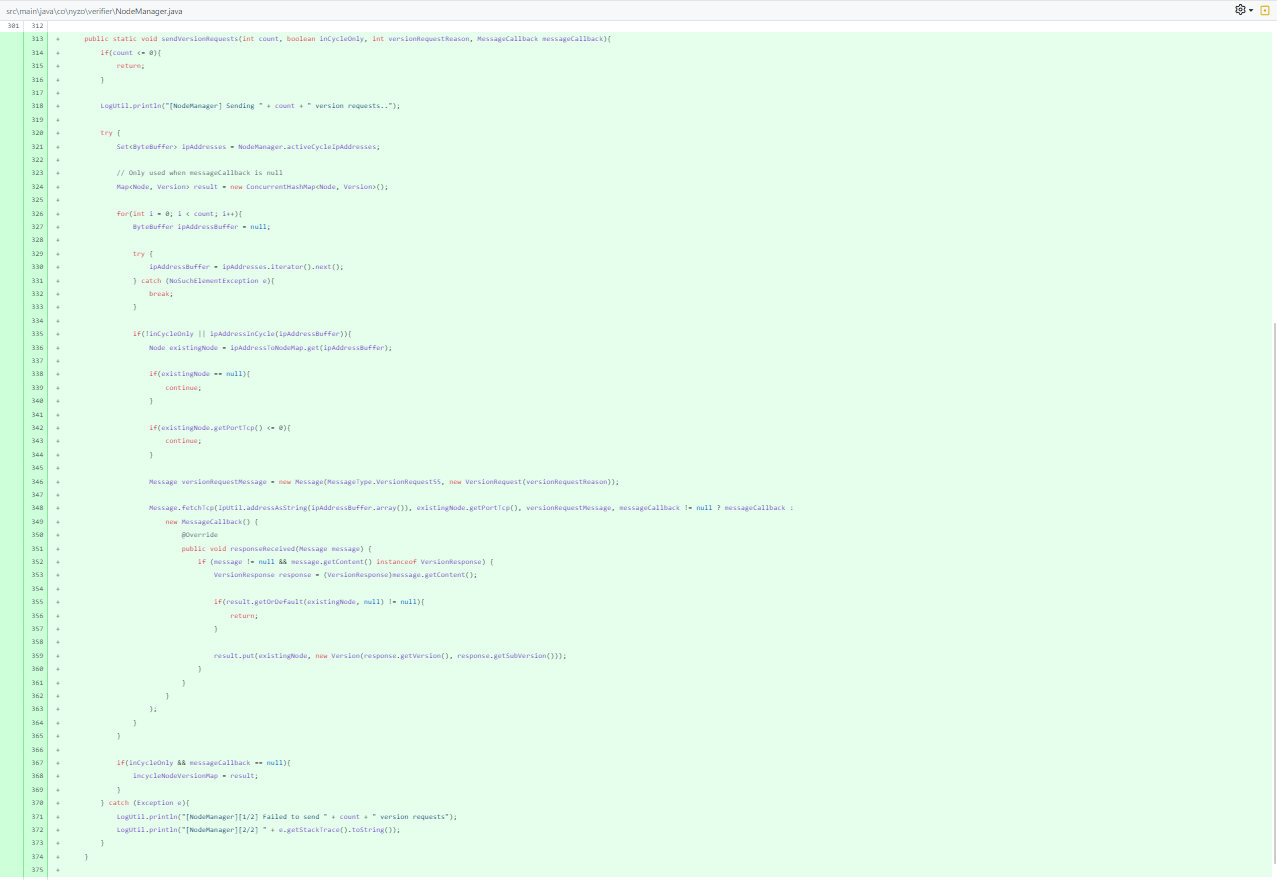 src\main\java\co\nyzo\verifier\NodeManager.java
301 312
313 + public static void sendVersionRequests(int count, boolean inCycleOnly, int versionRequestReason, MessageCallback messageCallback){
314 + if(count <= 0){
315 + return;
316 + }
317 +
318 + LogUtil.println("[NodeManager] Sending " + count + " version requests..");
319 +
320 + try {
321 + Set<ByteBuffer> ipAddresses = NodeManager.activeCycleIpAddresses;
322 +
323 + // Only used when messageCallback is null
324 + Map<Node, Version> result = new ConcurrentHashMap<Node, Version>();
325 +
326 + for(int i = 0; i < count; i++){
327 + ByteBuffer ipAddressBuffer = null;
328 +
329 + try {
330 + ipAddressBuffer = ipAddresses.iterator().next();
331 + } catch (NoSuchElementException e){
332 + break;
333 + }
334 +
335 + if(!inCycleOnly || ipAddressInCycle(ipAddressBuffer)){
336 + Node existingNode = ipAddressToNodeMap.get(ipAddressBuffer);
337 +
338 + if(existingNode == null){
339 + continue;
340 + }
341 +
342 + if(existingNode.getPortTcp() <= 0){
343 + continue;
344 + }
345 +
346 + Message versionRequestMessage = new Message(MessageType.VersionRequest55, new VersionRequest(versionRequestReason));
347 +
348 + Message.fetchTcp(IpUtil.addressAsString(ipAddressBuffer.array()), existingNode.getPortTcp(), versionRequestMessage, messageCallback != null ? messageCallback :
349 + new MessageCallback() {
350 + @Override
351 + public void responseReceived(Message message) {
352 + if (message != null && message.getContent() instanceof VersionResponse) {
353 + VersionResponse response = (VersionResponse)message.getContent();
354 +
355 + if(result.getOrDefault(existingNode, null) != null){
356 + return;
357 + }
358 +
359 + result.put(existingNode, new Version(response.getVersion(), response.getSubVersion()));
360 + }
361 + }
362 + }
363 + );
364 + }
365 + }
366 +
367 + if(inCycleOnly && messageCallback == null){
368 + incycleNodeVersionMap = result;
369 + }
370 + } catch (Exception e){
371 + LogUtil.println("[NodeManager][1/2] Failed to send " + count + " version requests");
372 + LogUtil.println("[NodeManager][2/2] " + e.getStackTrace().toString());
373 + }
374 + }
375 +